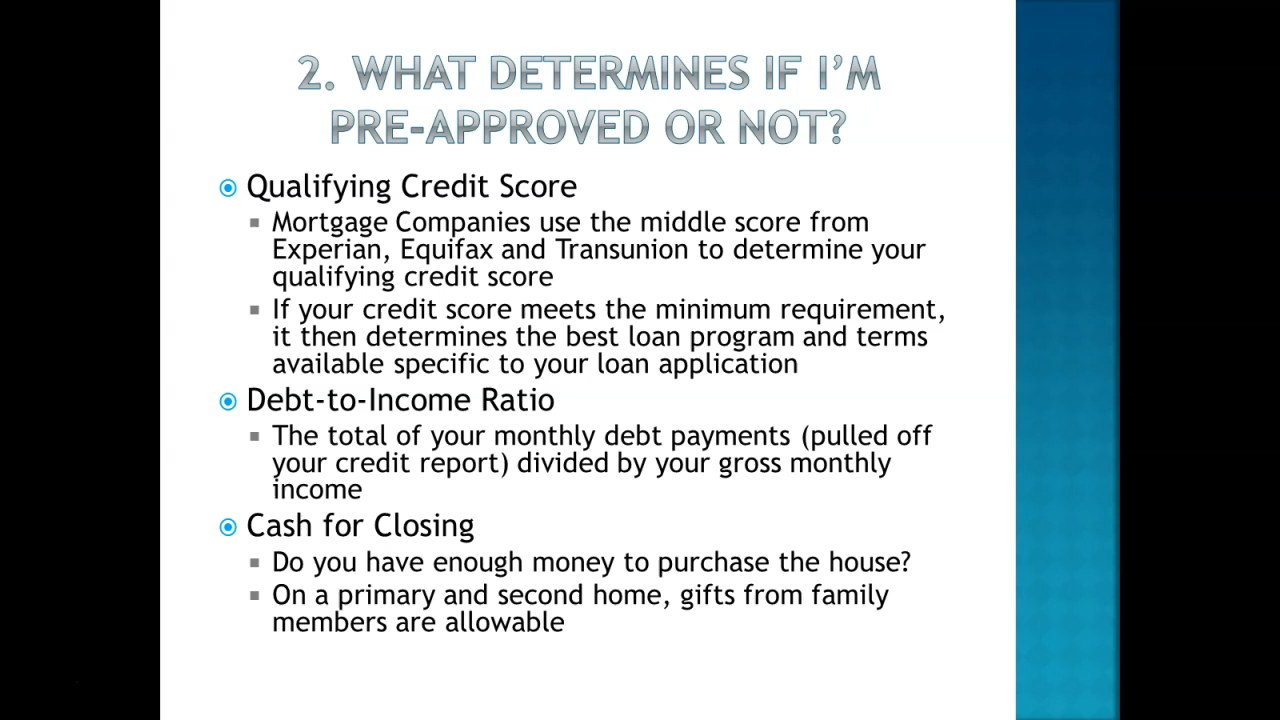 2. WHAT DETERMINES IF I'M
PRE-APPROVED OR NOT?
Qualifying Credit Score
Mortgage Companies use the middle score from
Experian, Equifax and Transunion to determine your
qualifying credit score
If your credit score meets the minimum requirement,
it then determines the best loan program and terms
available specific to your loan application
Debt-to-Income Ratio
The total of your monthly debt payments (pulled off
your credit report) divided by your gross monthly
income
Cash for Closing
Do you have enough money to purchase the house?
On a primary and second home, gifts from family
members are allowable